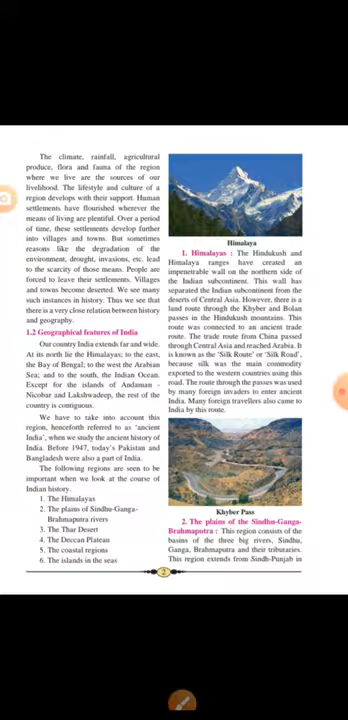 The climate, rainfall, agricultural
produce, flora and fauna of the region
where we live are the sources of our
livelihood. The lifestyle and culture of a
region develops with their support. Human
settlements have flourished wherever the
means of living are plentiful. Over a period
of time, these settlements develop further
into villages and towns. But sometimes
reasons like the degradation of the
environment, drought, invasions, etc. lead
to the scarcity of those means. People are
forced to leave their settlements. Villages
and towns become deserted. We see many
such instances in history. Thus we see that
there is a very close relation between history
and geography.
1.2 Geographical features of India
Our country India extends far and wide.
At its north lie the Himalayas; to the east,
the Bay of Bengal; to the west the Arabian
Sea; and to the south, the Indian Ocean.
Except for the islands of Andaman -
Nicobar and Lakshwadeep, the rest of the
country is contiguous.
We have to take into account this
region, henceforth referred to as 'ancient
India', when we study the ancient history of
India. Before 1947, today's Pakistan and
Bangladesh were also a part of India.
The following regions are seen to be
important when we look at the course of
Indian history.
1. The Himalayas
2. The plains of Sindhu-Ganga-
Brahmaputra rivers
3. The Thar Desert
4. The Deccan Plateau
5. The coastal regions
6. The islands in the seas
Himalaya
1. Himalayas : The Hindukush and
Himalaya ranges have created an
impenetrable wall on the northern side of
the Indian subcontinent. This wall has
separated the Indian subcontinent from the
deserts of Central Asia. However, there is a
land route through the Khyber and Bolan
passes in the Hindukush mountains. This
route was connected to an ancient trade
route. The trade route from China passed
through Central Asia and reached Arabia. It
is known as the 'Silk Route' or 'Silk Road',
because silk was the main commodity
exported to the western countries using this
road. The route through the passes was used
by many foreign invaders to enter ancient
India. Many foreign travellers also came to
India by this route.
Khyber Pass
2. The plains of the Sindhu-Ganga-
Brahmaputra : This region consists of the
basins of the three big rivers, Sindhu,
Ganga, Brahmaputra and their tributaries.
This region extends from Sindh-Punjab in
2